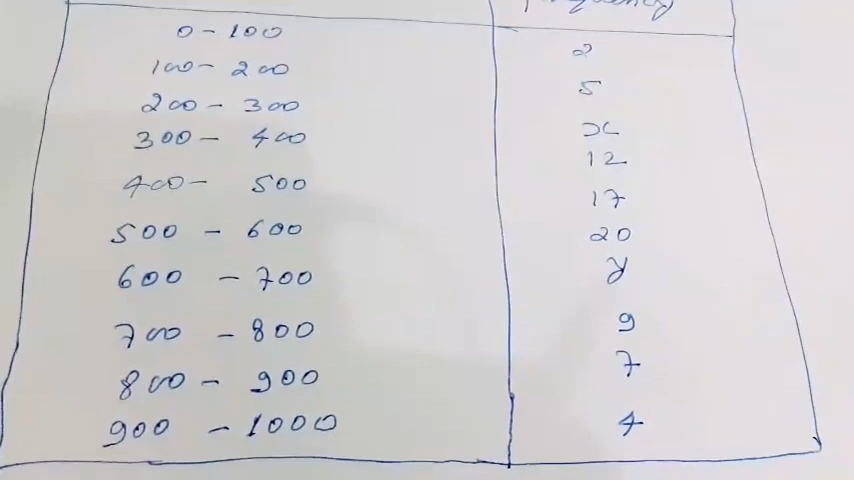 frequency
0 - 100 2
100 - 200 5
200 - 300 x
300 - 400 12
400 - 500 17
500 - 600 20
600 - 700 y
700 - 800 9
800 - 900 7
900 - 1000 4